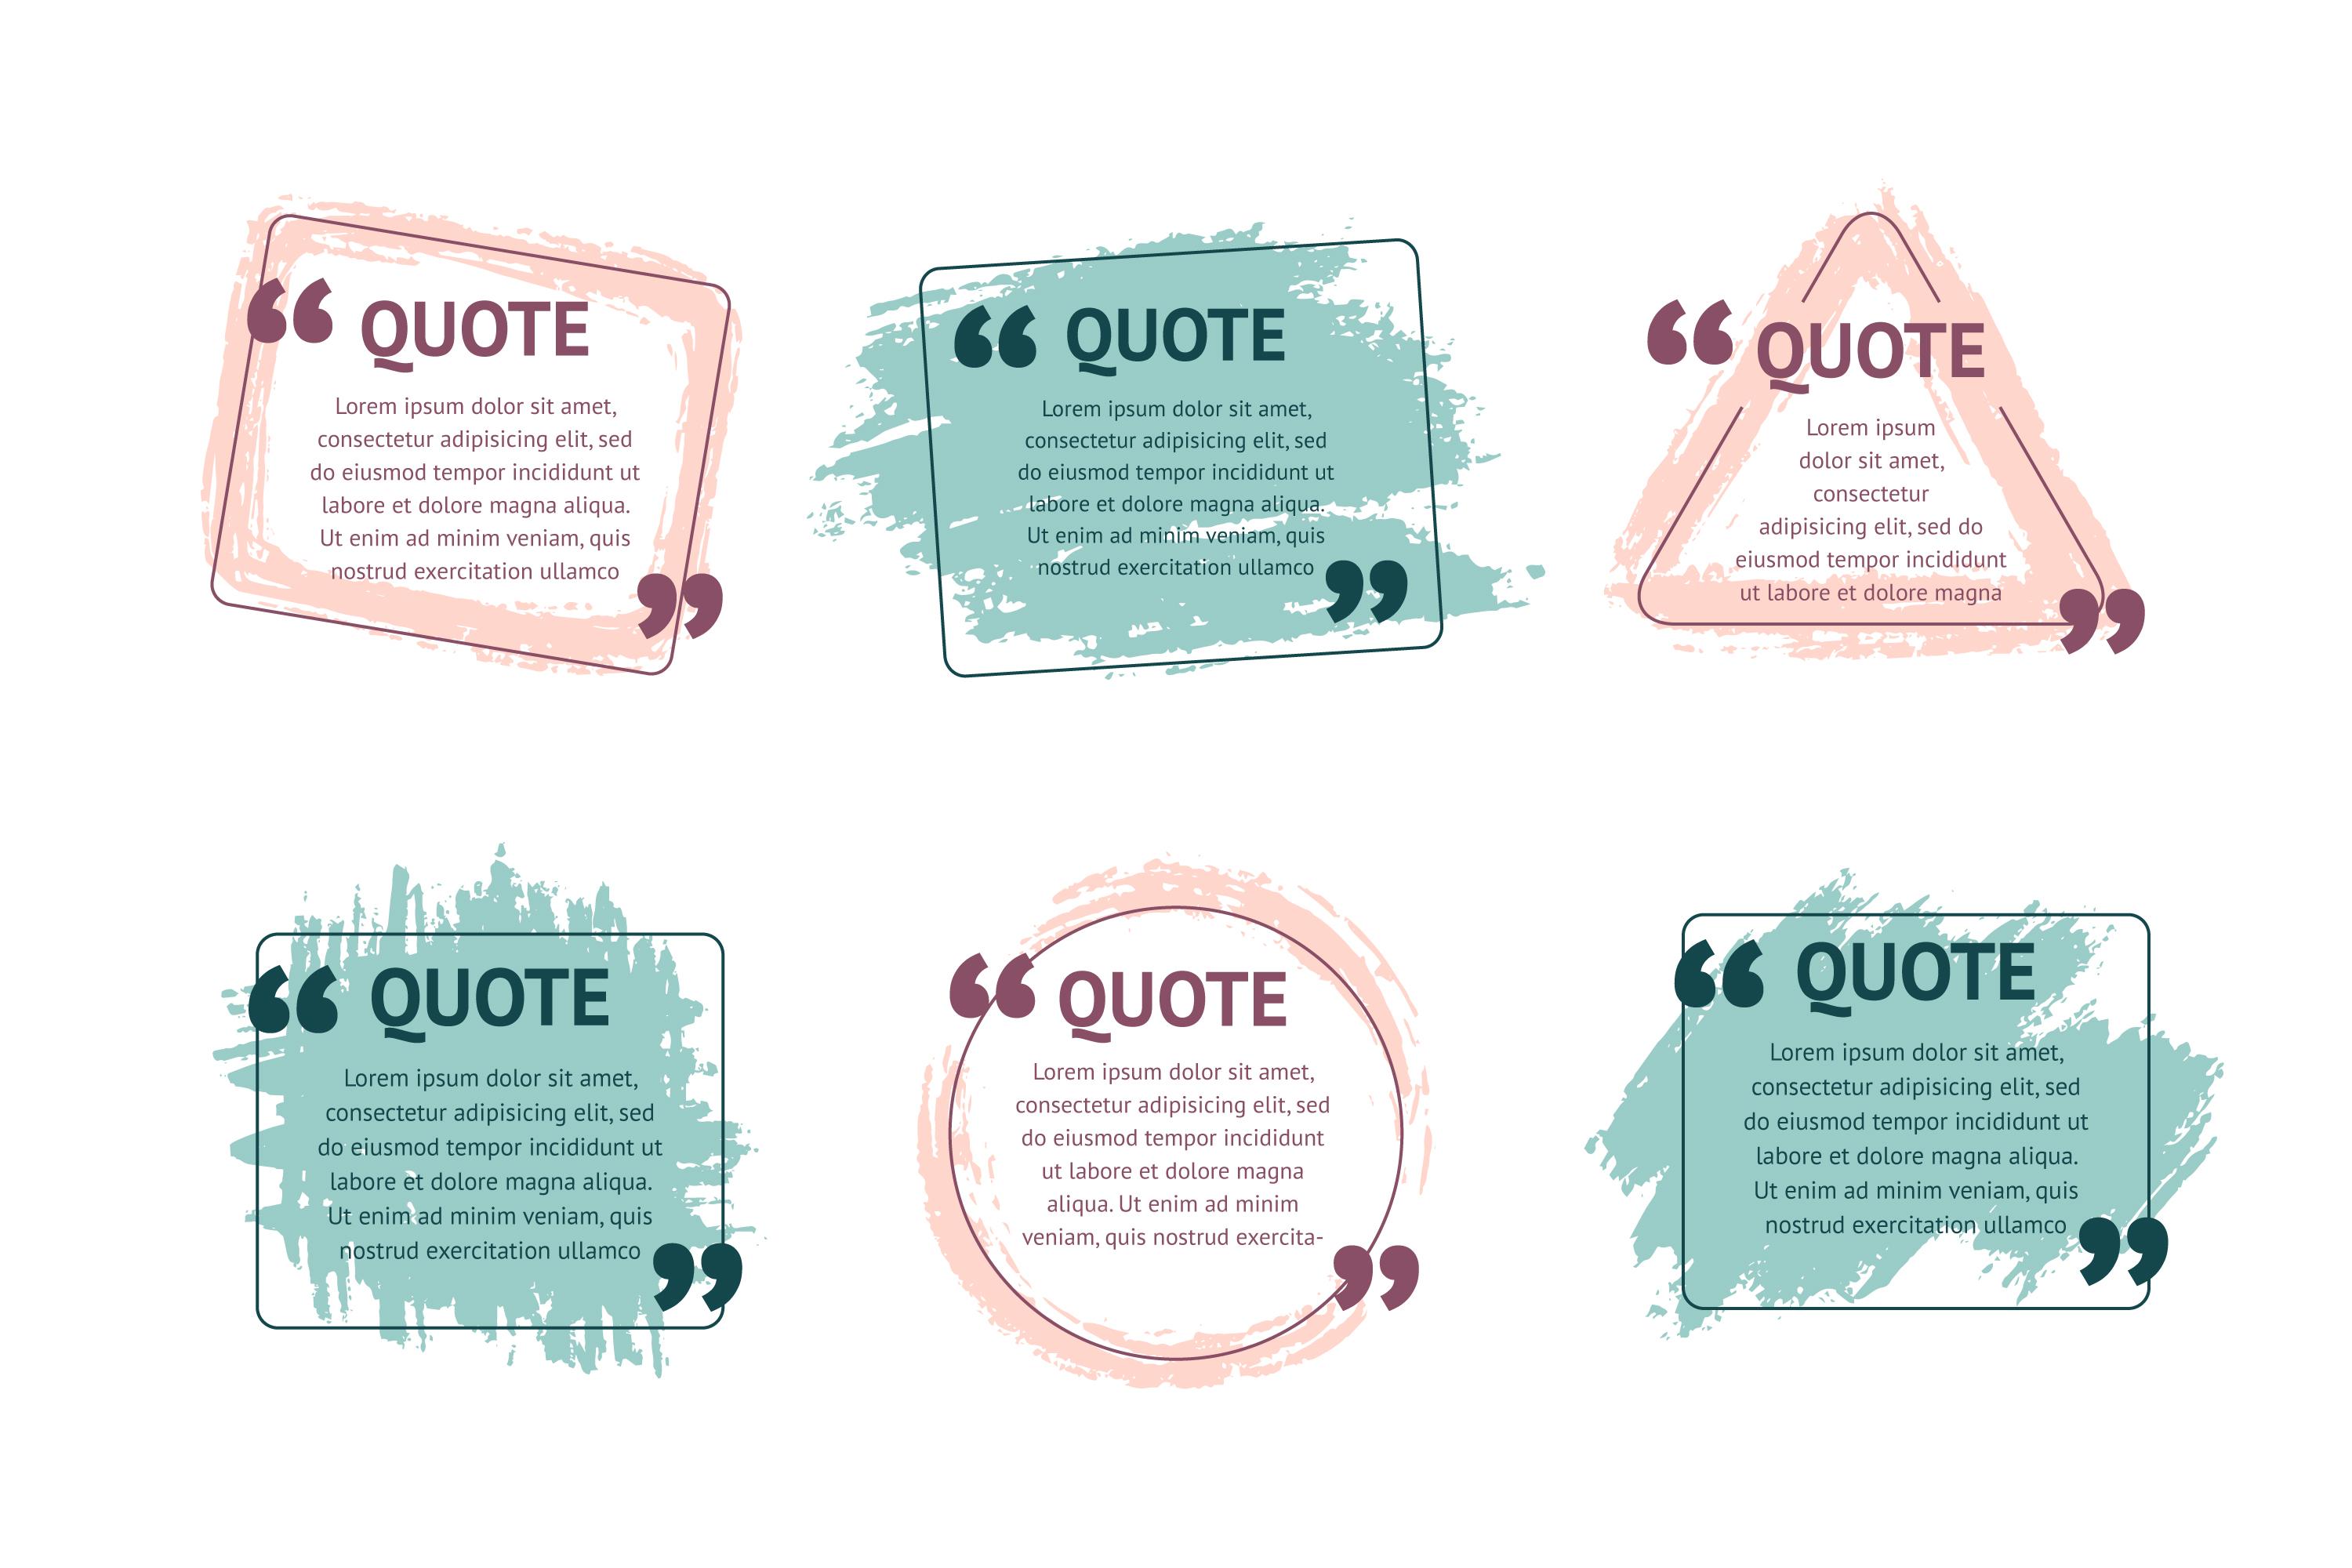 “ QUOTE
Lorem ipsum dolor sit amet,
consectetur adipisicing elit, sed
do eiusmod tempor incididunt ut
labore et dolore magna aliqua.
Ut enim ad minim veniam, quis
nostrud exercitation ullamco ”
“ QUOTE
Lorem ipsum dolor sit amet,
consectetur adipisicing elit, sed
do eiusmod tempor incididunt ut
labore et dolore magna aliqua.
Ut enim ad minim veniam, quis
nostrud exercitation ullamco ”
“ QUOTE
Lorem ipsum
dolor sit amet,
consectetur
adipisicing elit, sed do
eiusmod tempor incididunt
ut labore et dolore magna ”
“ QUOTE
Lorem ipsum dolor sit amet,
consectetur adipisicing elit, sed
do eiusmod tempor incididunt ut
labore et dolore magna aliqua.
Ut enim ad minim veniam, quis
nostrud exercitation ullamco ”
“ QUOTE
Lorem ipsum dolor sit amet,
consectetur adipisicing elit, sed
do eiusmod tempor incididunt
ut labore et dolore magna
aliqua. Ut enim ad minim
veniam, quis nostrud exercita- ”
“ QUOTE
Lorem ipsum dolor sit amet,
consectetur adipisicing elit, sed
do eiusmod tempor incididunt ut
labore et dolore magna aliqua.
Ut enim ad minim veniam, quis
nostrud exercitation ullamco ”